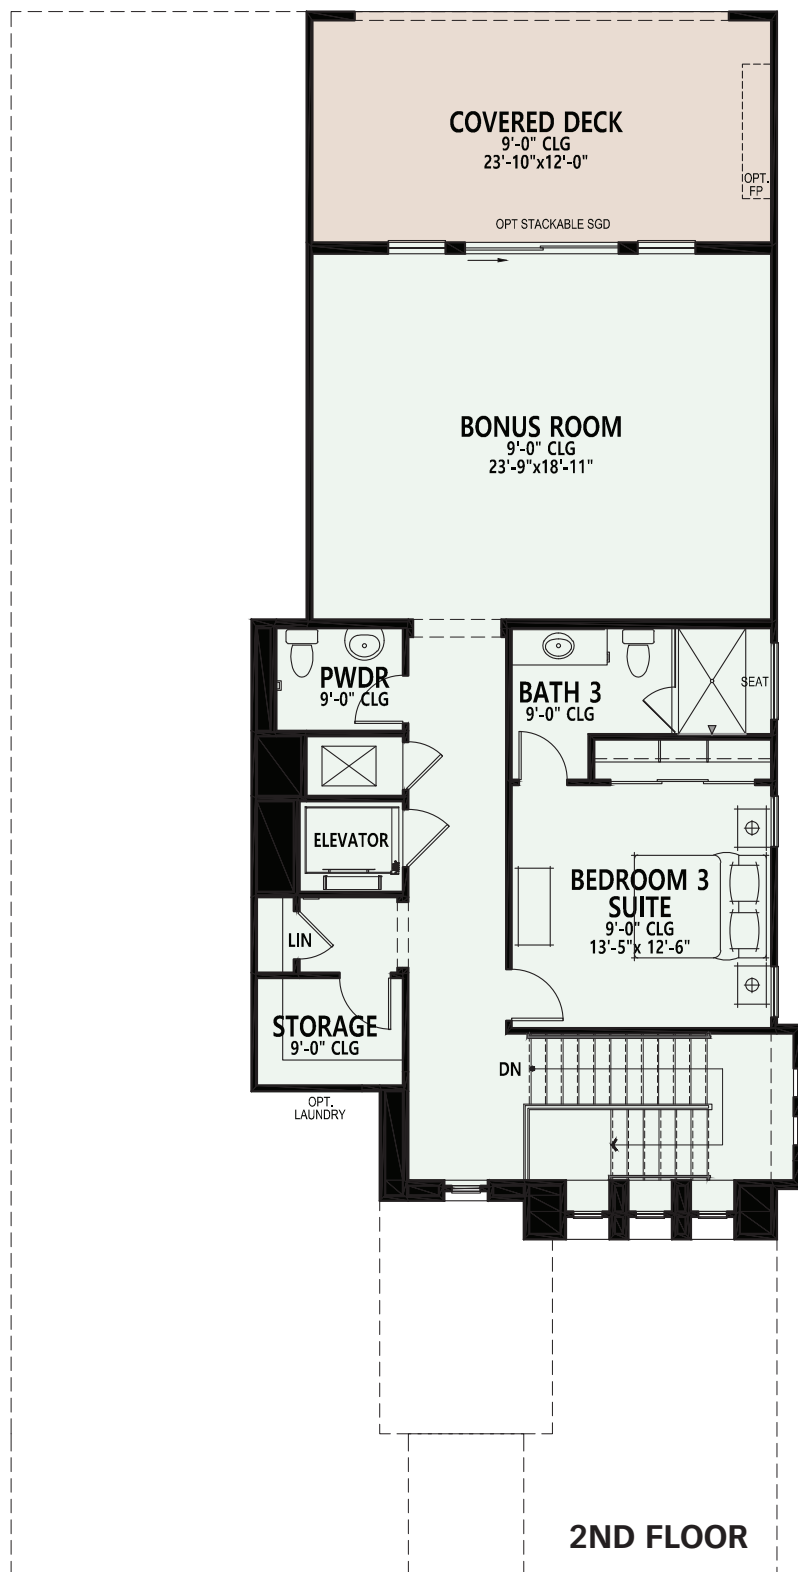 COVERED DECK
9'-0" CLG
23'-10"x12'-0"
OPT.
FP
OPT STACKABLE SGD
BONUS ROOM
9'-0" CLG
23'-9"x18'-11"
PWDR
9'-0" CLG
BATH 3
9'-0" CLG
SEAT
ELEVATOR
BEDROOM 3
SUITE
9'-0" CLG
13'-5"x 12'-6"
LIN
STORAGE
9'-0" CLG
DN
OPT.
LAUNDRY
2ND FLOOR